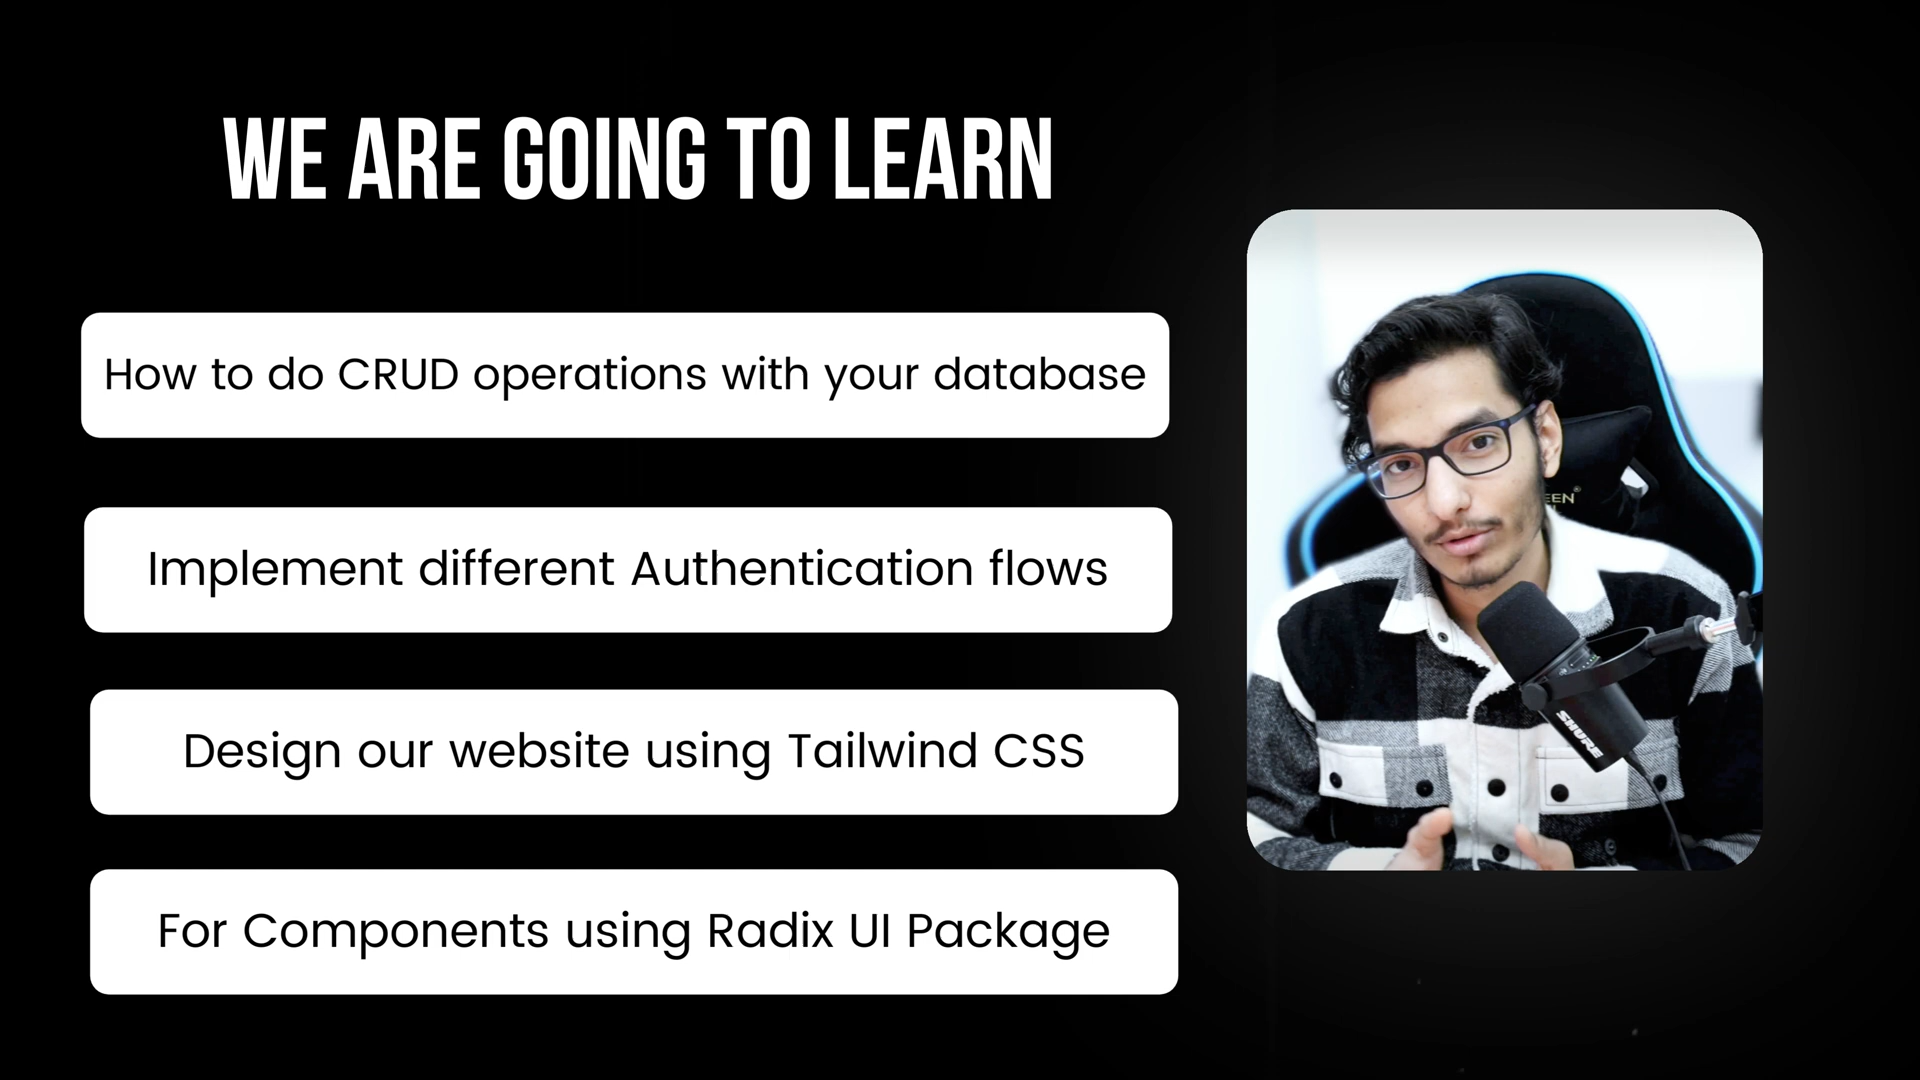 WE ARE GOING TO LEARN
How to do CRUD operations with your database
Implement different Authentication flows
Design our website using Tailwind CSS
For Components using Radix UI Package
SHURE